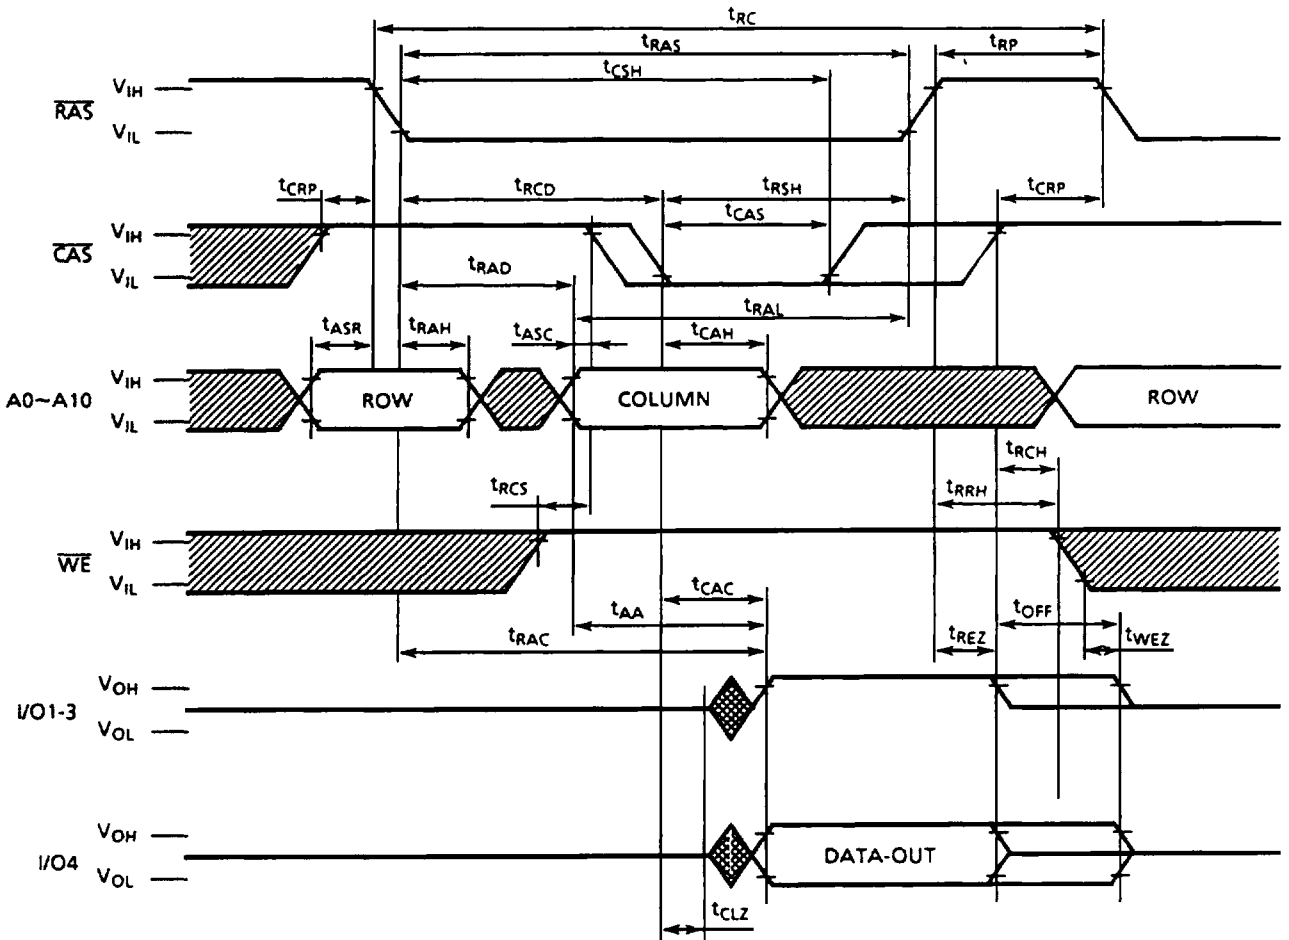 tRC
tRAS
tRP
tCSH
VIH
RAS
VIL
tCRP
tRCD
tRSH
tCRP
tCAS
VIH
CAS
VIL
tRAD
tRAL
tASR
tRAH
tASC
tCAH
VIH
A0~A10
ROW
COLUMN
ROW
VIL
tRCH
tRCS
tRRH
VIH
WE
VIL
tCAC
tAA
tOFF
tRAC
tREZ
tWEZ
VOH
I/O1-3
VOL
VOH
I/O4
DATA-OUT
VOL
tCLZ